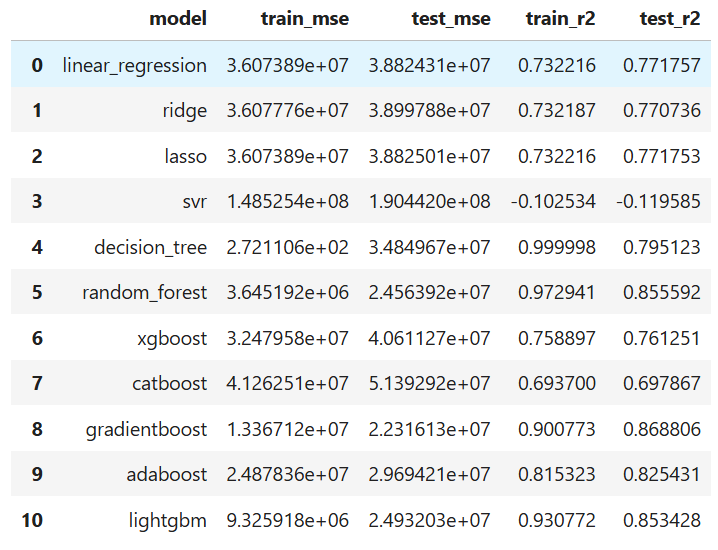 model train_mse test_mse train_r2 test_r2
0 linear_regression 3.607389e+07 3.882431e+07 0.732216 0.771757
1 ridge 3.607776e+07 3.899788e+07 0.732187 0.770736
2 lasso 3.607389e+07 3.882501e+07 0.732216 0.771753
3 svr 1.485254e+08 1.904420e+08 -0.102534 -0.119585
4 decision_tree 2.721106e+02 3.484967e+07 0.999998 0.795123
5 random_forest 3.645192e+06 2.456392e+07 0.972941 0.855592
6 xgboost 3.247958e+07 4.061127e+07 0.758897 0.761251
7 catboost 4.126251e+07 5.139292e+07 0.693700 0.697867
8 gradientboost 1.336712e+07 2.231613e+07 0.900773 0.868806
9 adaboost 2.487836e+07 2.969421e+07 0.815323 0.825431
10 lightgbm 9.325918e+06 2.493203e+07 0.930772 0.853428